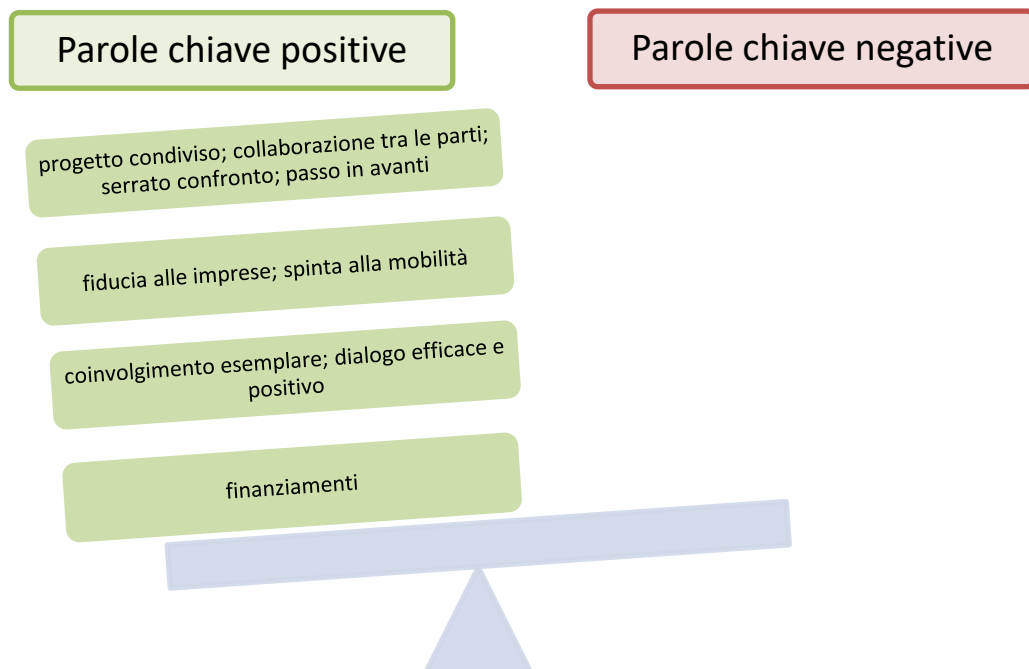 Parole chiave positive
Parole chiave negative
progetto condiviso; collaborazione tra le parti;
serrato confronto; passo in avanti
fiducia alle imprese; spinta alla mobilità
coinvolgimento esemplare; dialogo efficace e
positivo
finanziamenti